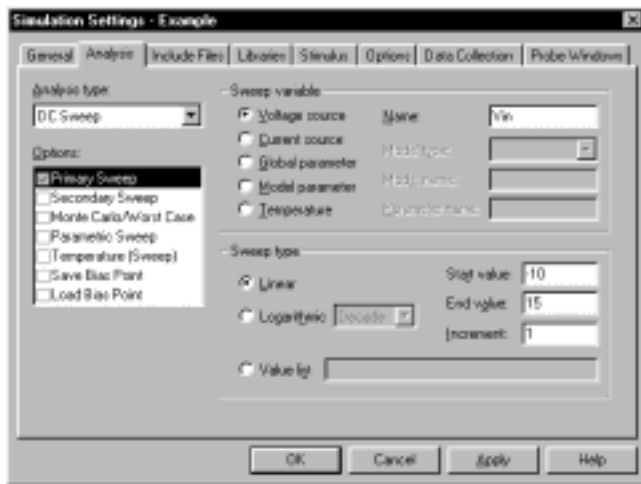 Simulation Settings - Example
General Analysis Include Files Libraries Stimulus Options Data Collection Probe Windows
Analysis type:
DC Sweep
Options:
Primary Sweep
Secondary Sweep
Monte Carlo/Worst Case
Parametric Sweep
Temperature (Sweep)
Save Bias Point
Load Bias Point
Sweep variable
Voltage source
Current source
Global parameter
Model parameter
Temperature
Name: Vin
Model type:
Model name:
Parameter name:
Sweep type
Linear
Logarithmic Decade
Value list
Start value: -10
End value: 15
Increment: 1
OK Cancel Apply Help